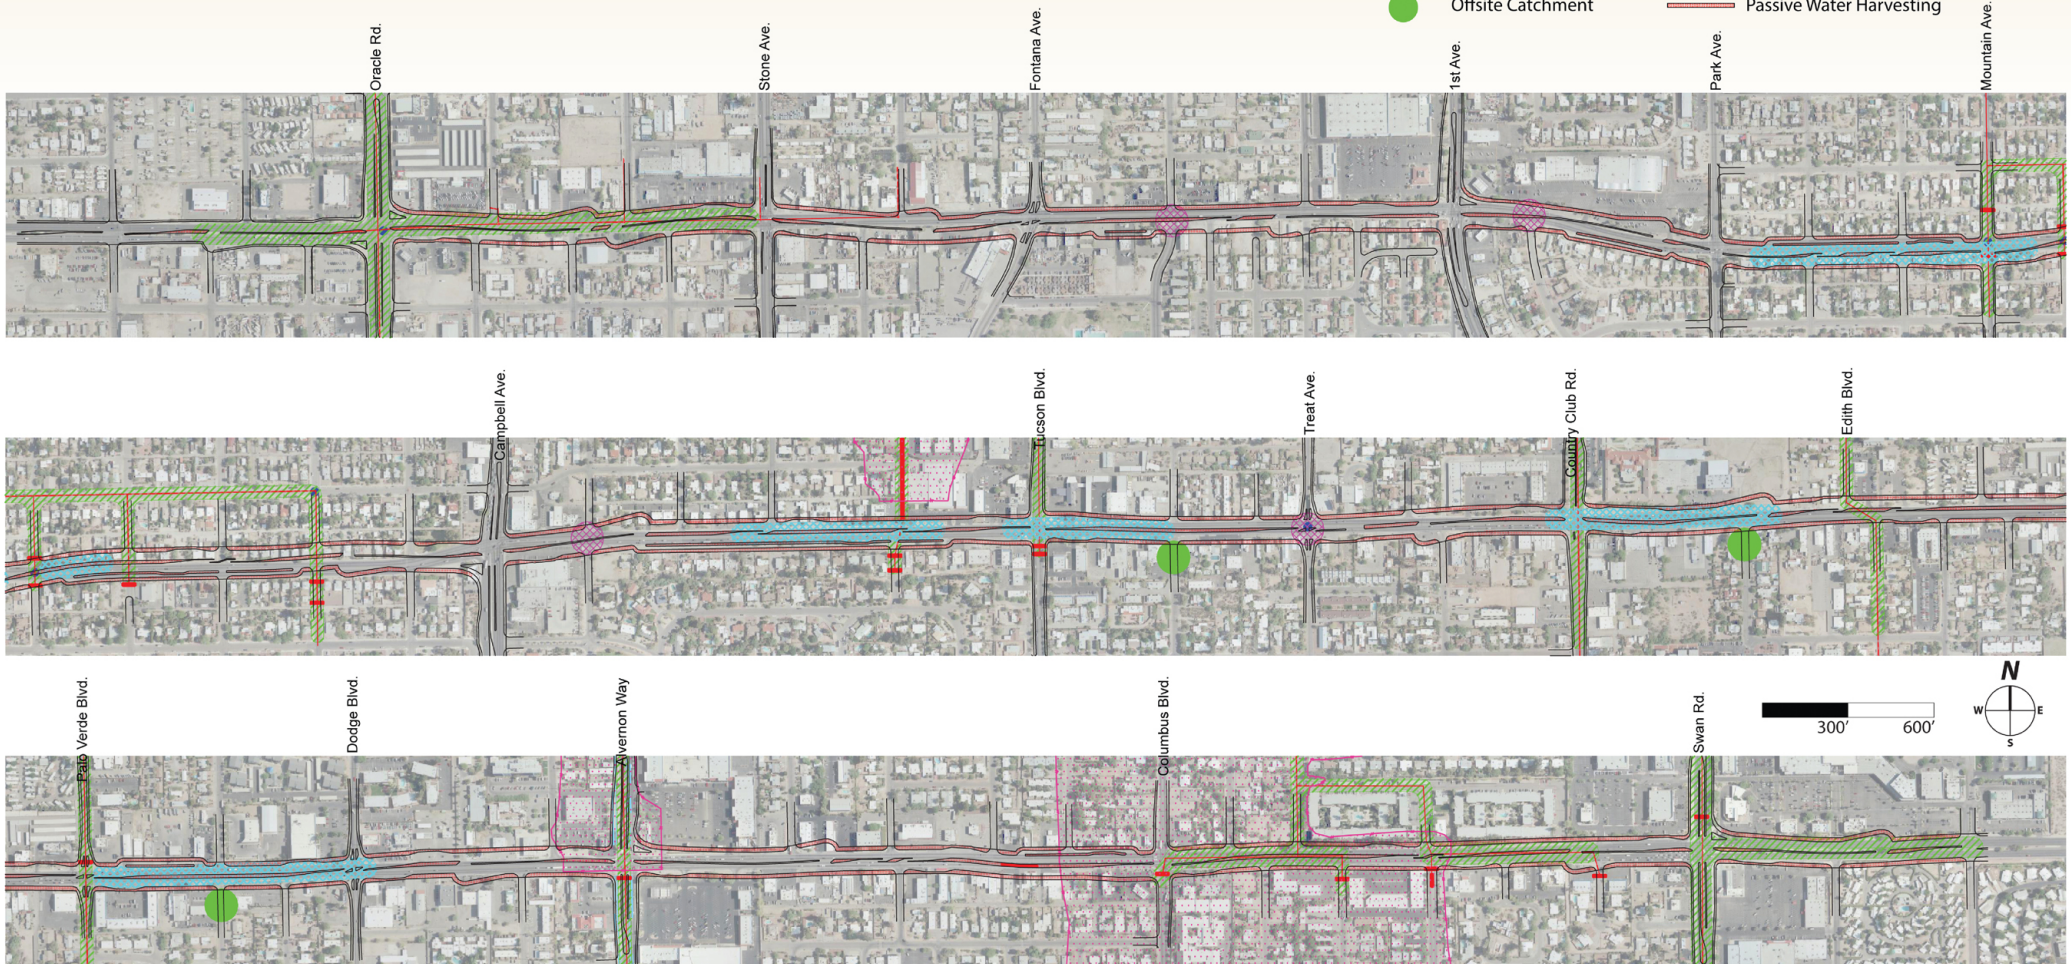 Offsite Catchment
Passive Water Harvesting
Oracle Rd.
Stone Ave.
Fontana Ave.
1st Ave.
Park Ave.
Mountain Ave.
Campbell Ave.
Tucson Blvd.
Treat Ave.
Country Club Rd.
Edith Blvd.
N
W
E
S
300'
600'
Palo Verde Blvd.
Dodge Blvd.
Alvernon Way
Columbus Blvd.
Swan Rd.